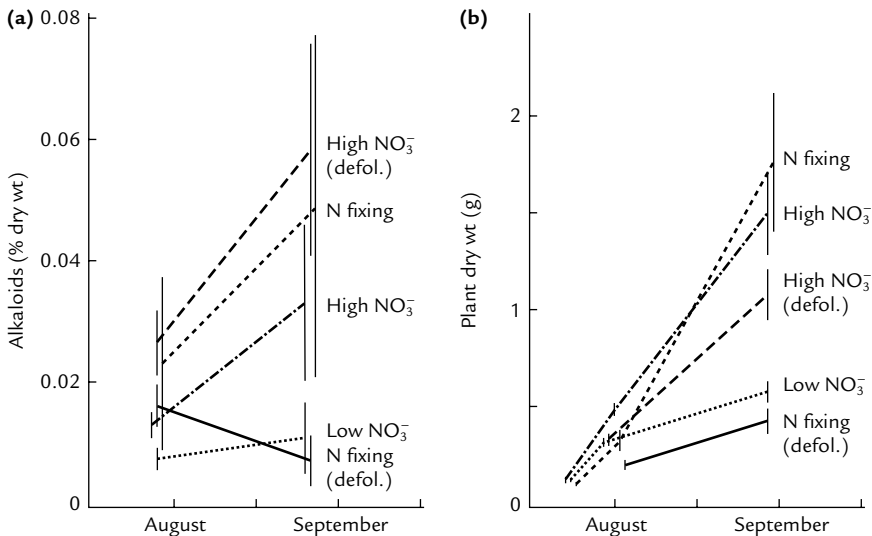 (a)
0.08
0.06
0.04
0.02
0
Alkaloids (% dry wt)
High NO₃⁻
(defol.)
N fixing
High NO₃⁻
Low NO₃⁻
N fixing
(defol.)
August
September
(b)
2
1
0
Plant dry wt (g)
N fixing
High NO₃⁻
High NO₃⁻
(defol.)
Low NO₃⁻
N fixing
(defol.)
August
September